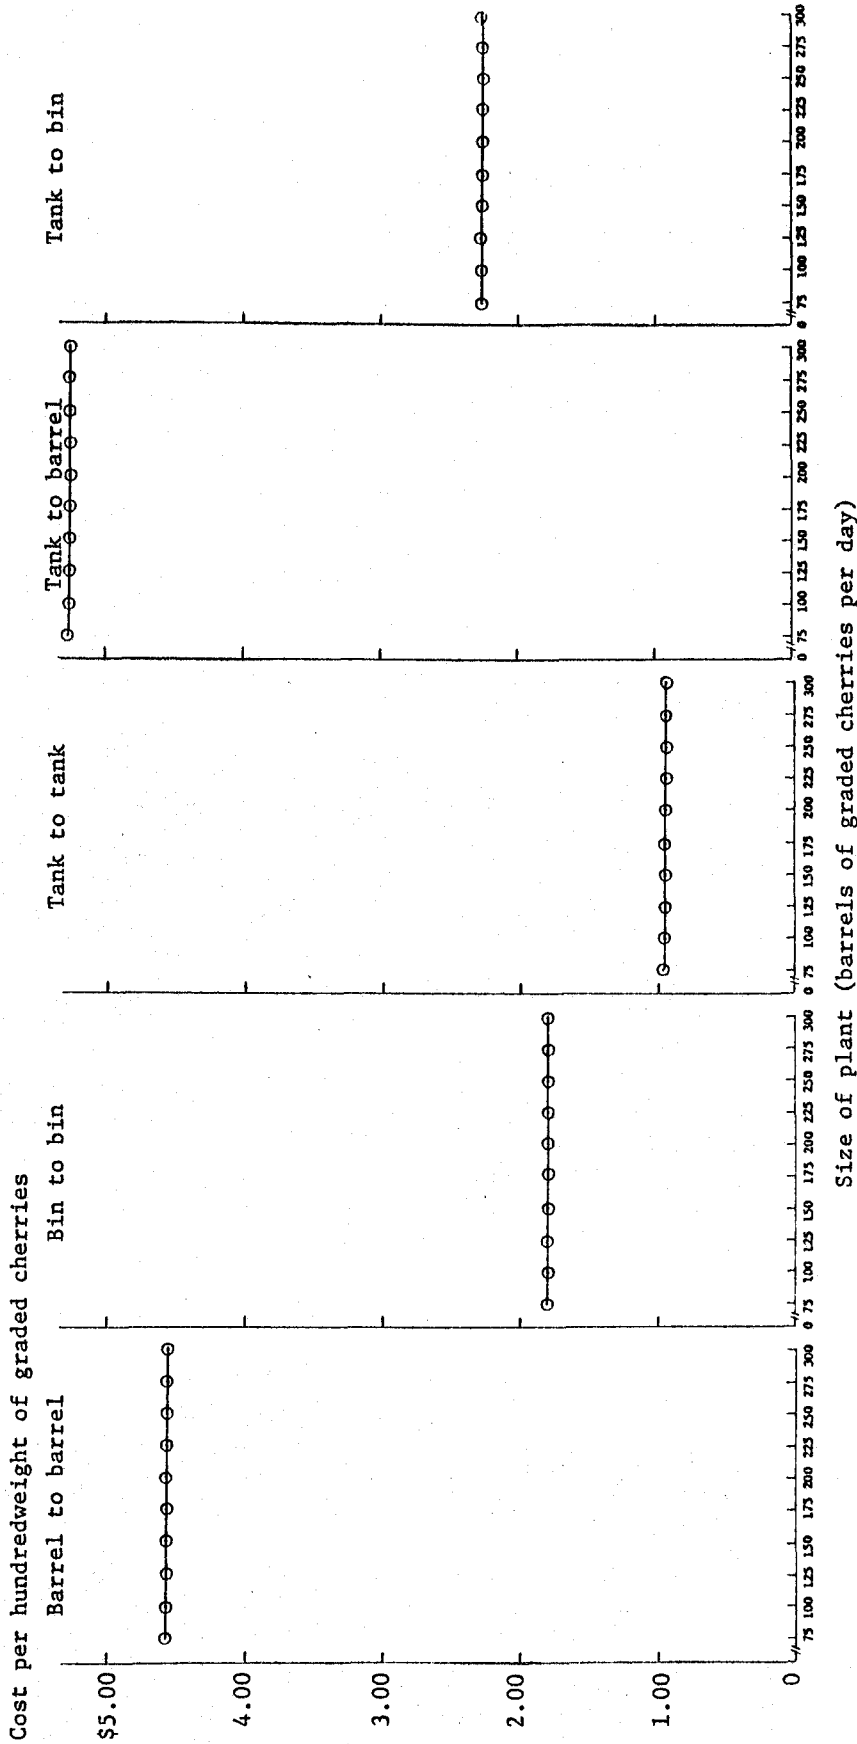 Cost per hundredweight of graded cherries
Barrel to barrel
Bin to bin
Tank to tank
Tank to barrel
Tank to bin
$5.00
4.00
3.00
2.00
1.00
0
75 100 125 150 175 200 225 250 275 300
0 75 100 125 150 175 200 225 250 275 300
0 75 100 125 150 175 200 225 250 275 300
0 75 100 125 150 175 200 225 250 275 300
0 75 100 125 150 175 200 225 250 275 300
Size of plant (barrels of graded cherries per day)